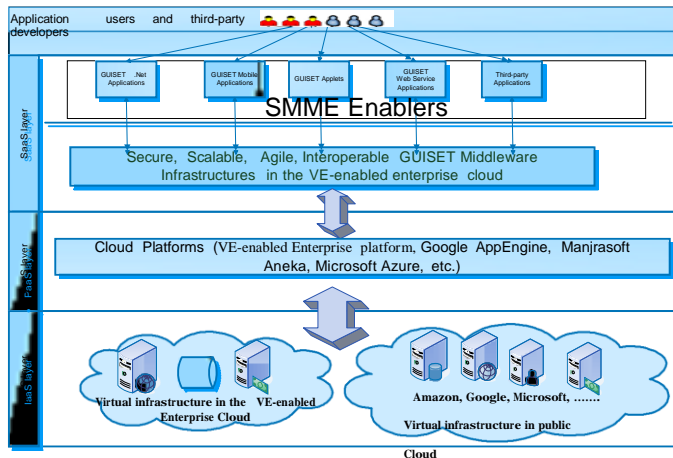 Application users and third-party
developers
GUISET .Net
Applications
GUISET Mobile
Applications
GUISET Applets
GUISET
Web Service
Applications
Third-party
Applications
SMME Enablers
SaaS layer
Secure, Scalable, Agile, Interoperable GUISET Middleware
Infrastructures in the VE-enabled enterprise cloud
PaaS layer
Cloud Platforms (VE-enabled Enterprise platform, Google AppEngine, Manjrasoft
Aneka, Microsoft Azure, etc.)
IaaS layer
Virtual infrastructure in the VE-enabled
Enterprise Cloud
Amazon, Google, Microsoft, …….
Virtual infrastructure in public
Cloud